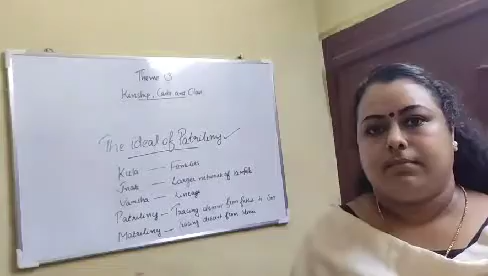 Theme 3
Kinship, Caste and Class
The Ideal of Patriliny
Kula — Families
Jnati — Larger network of kinfolk
Vamsha — Lineage
Patriliny — Tracing descent from father to son
Matriliny — Tracing descent from